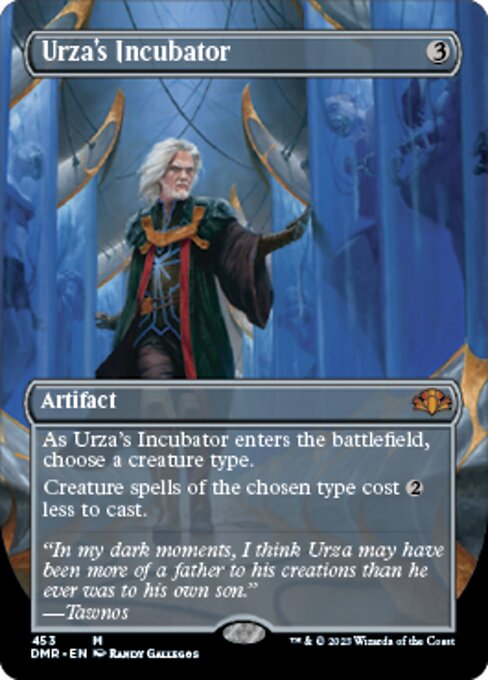 Urza's Incubator 3
Artifact
As Urza's Incubator enters the battlefield,
choose a creature type.
Creature spells of the chosen type cost 2
less to cast.
“In my dark moments, I think Urza may have
been more of a father to his creations than he
ever was to his own son.”
—Tawnos
453 M
DMR • EN Randy Gallegos
™ & © 2023 Wizards of the Coast